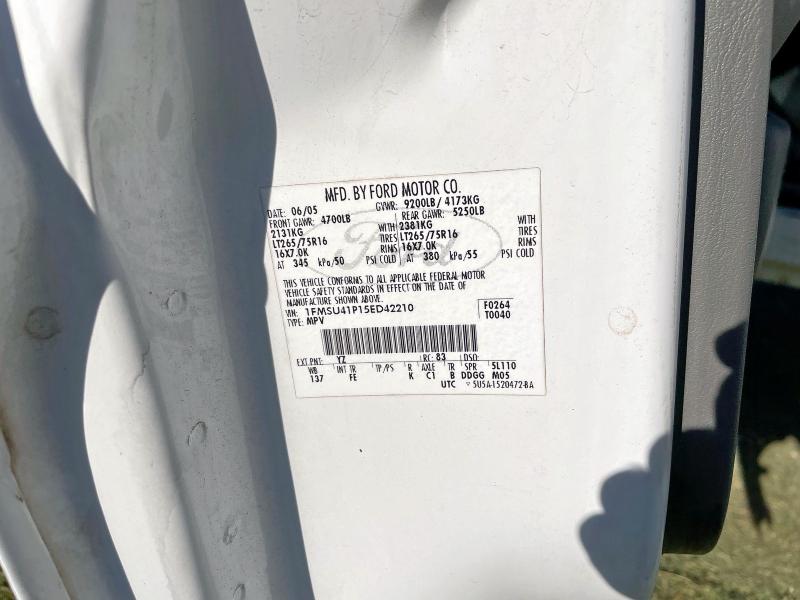 MFD. BY FORD MOTOR CO.
DATE: 06/05 GVWR: 9200LB/ 4173KG
FRONT GAWR: 4700LB REAR GAWR: 5250LB
2131KG WITH 2381KG WITH
LT265/75R16 TIRES LT265/75R16 TIRES
16X7.0K RIMS 16X7.0K RIMS
AT 345 kPa/50 PSI COLD AT 380 kPa/55 PSI COLD
Ford
THIS VEHICLE CONFORMS TO ALL APPLICABLE FEDERAL MOTOR
VEHICLE SAFETY STANDARDS IN EFFECT ON THE DATE OF
MANUFACTURE SHOWN ABOVE.
VIN: 1FMSU41P15ED42210 F0264
TYPE: MPV T0040
EXT PNT: YZ RC: 83 DSO:
WB INT TR TP/PS R AXLE TR SPR 5L110
137 FE K C1 B DDGG M05
UTC 5U5A-1520472-BA